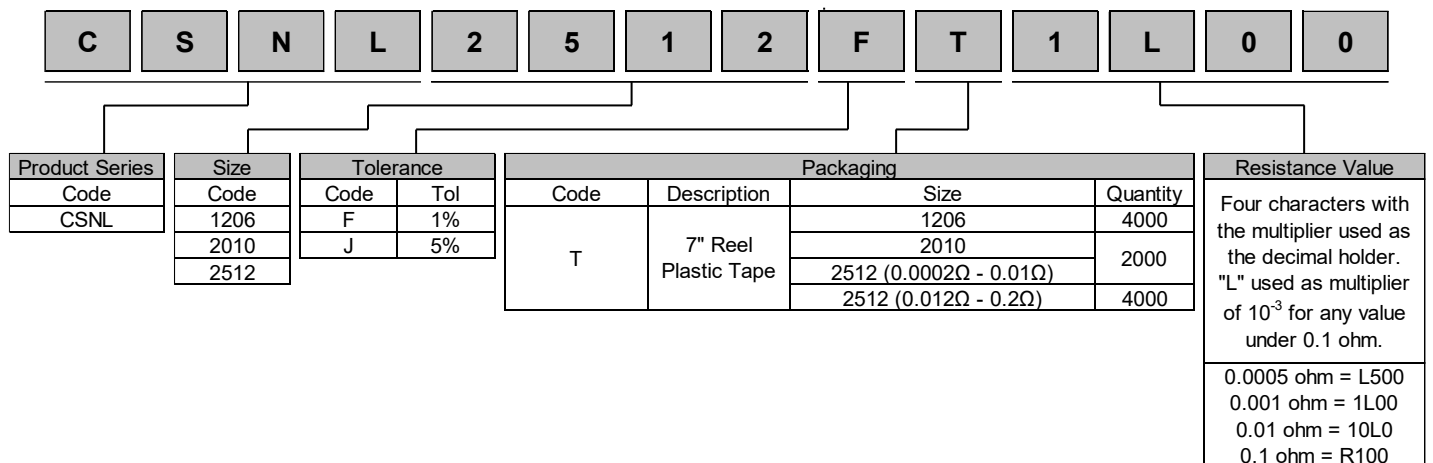 C S N L 2 5 1 2 F T 1 L 0 0
Product Series
Code
CSNL
Size
Code
1206
2010
2512
Tolerance
Code Tol
F 1%
J 5%
Packaging
Code Description Size Quantity
T
7" Reel
Plastic Tape
1206 4000
2010
2512 (0.0002Ω - 0.01Ω)
2000
2512 (0.012Ω - 0.2Ω) 4000
Resistance Value
Four characters with
the multiplier used as
the decimal holder.
"L" used as multiplier
of 10⁻³ for any value
under 0.1 ohm.
0.0005 ohm = L500
0.001 ohm = 1L00
0.01 ohm = 10L0
0.1 ohm = R100